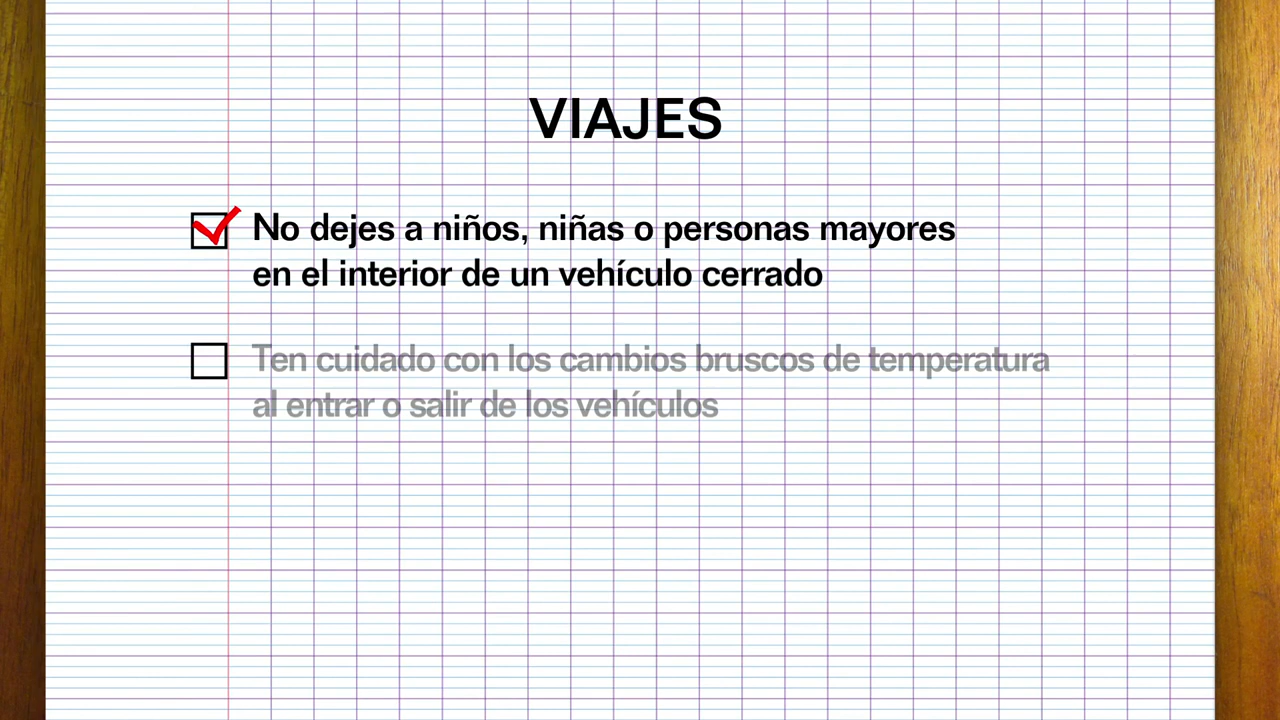 VIAJES
No dejes a niños, niñas o personas mayores
en el interior de un vehículo cerrado
Ten cuidado con los cambios bruscos de temperatura
al entrar o salir de los vehículos